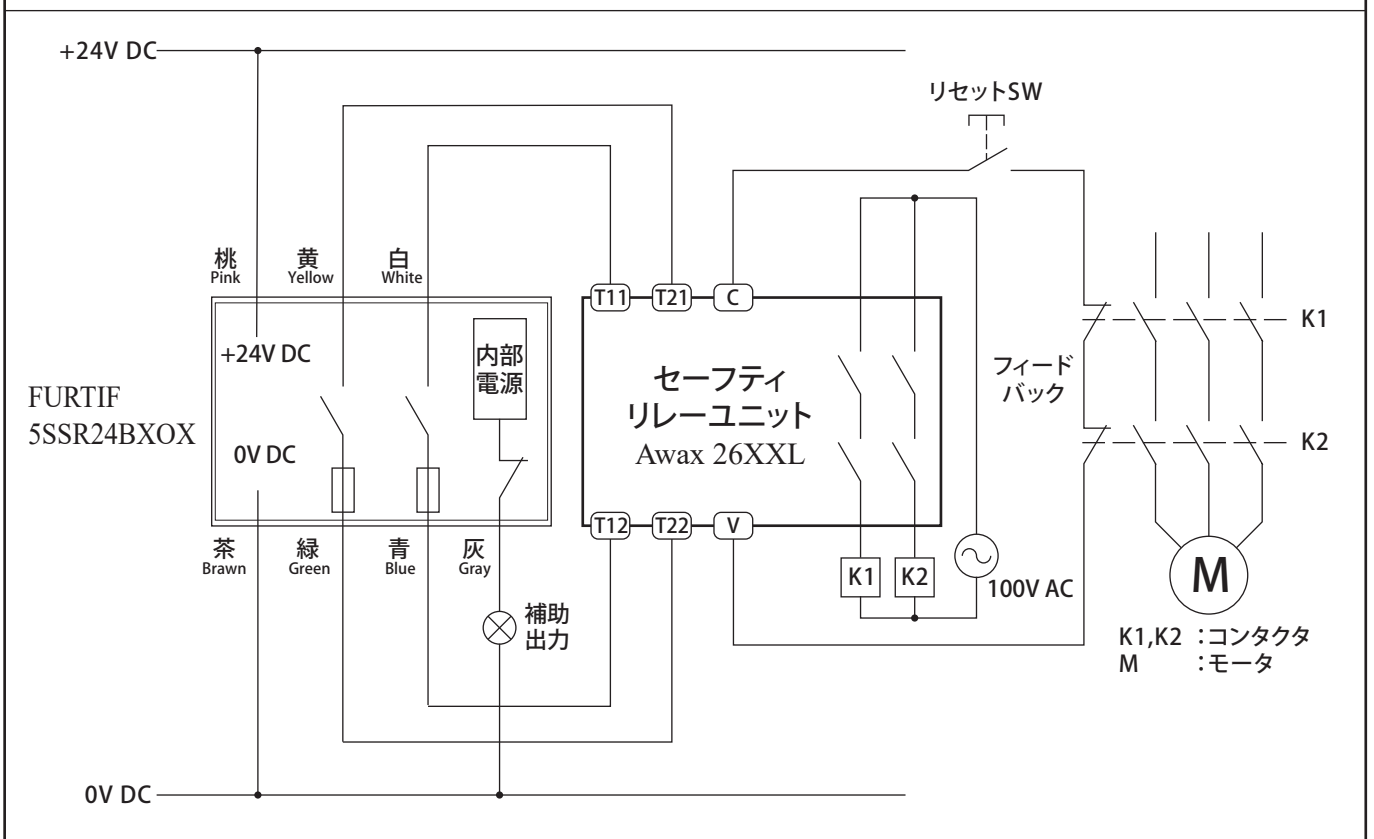 +24V DC
リセットSW
桃
Pink
黄
Yellow
白
White
T11
T21
C
+24V DC
内部
電源
セーフティ
リレーユニット
Awax 26XXL
フィード
バック
K1
FURTIF
5SSR24BXOX
0V DC
K2
T12
T22
V
茶
Brawn
緑
Green
青
Blue
灰
Gray
K1
K2
100V AC
M
補助
出力
K1,K2 :コンタクタ
M :モータ
0V DC